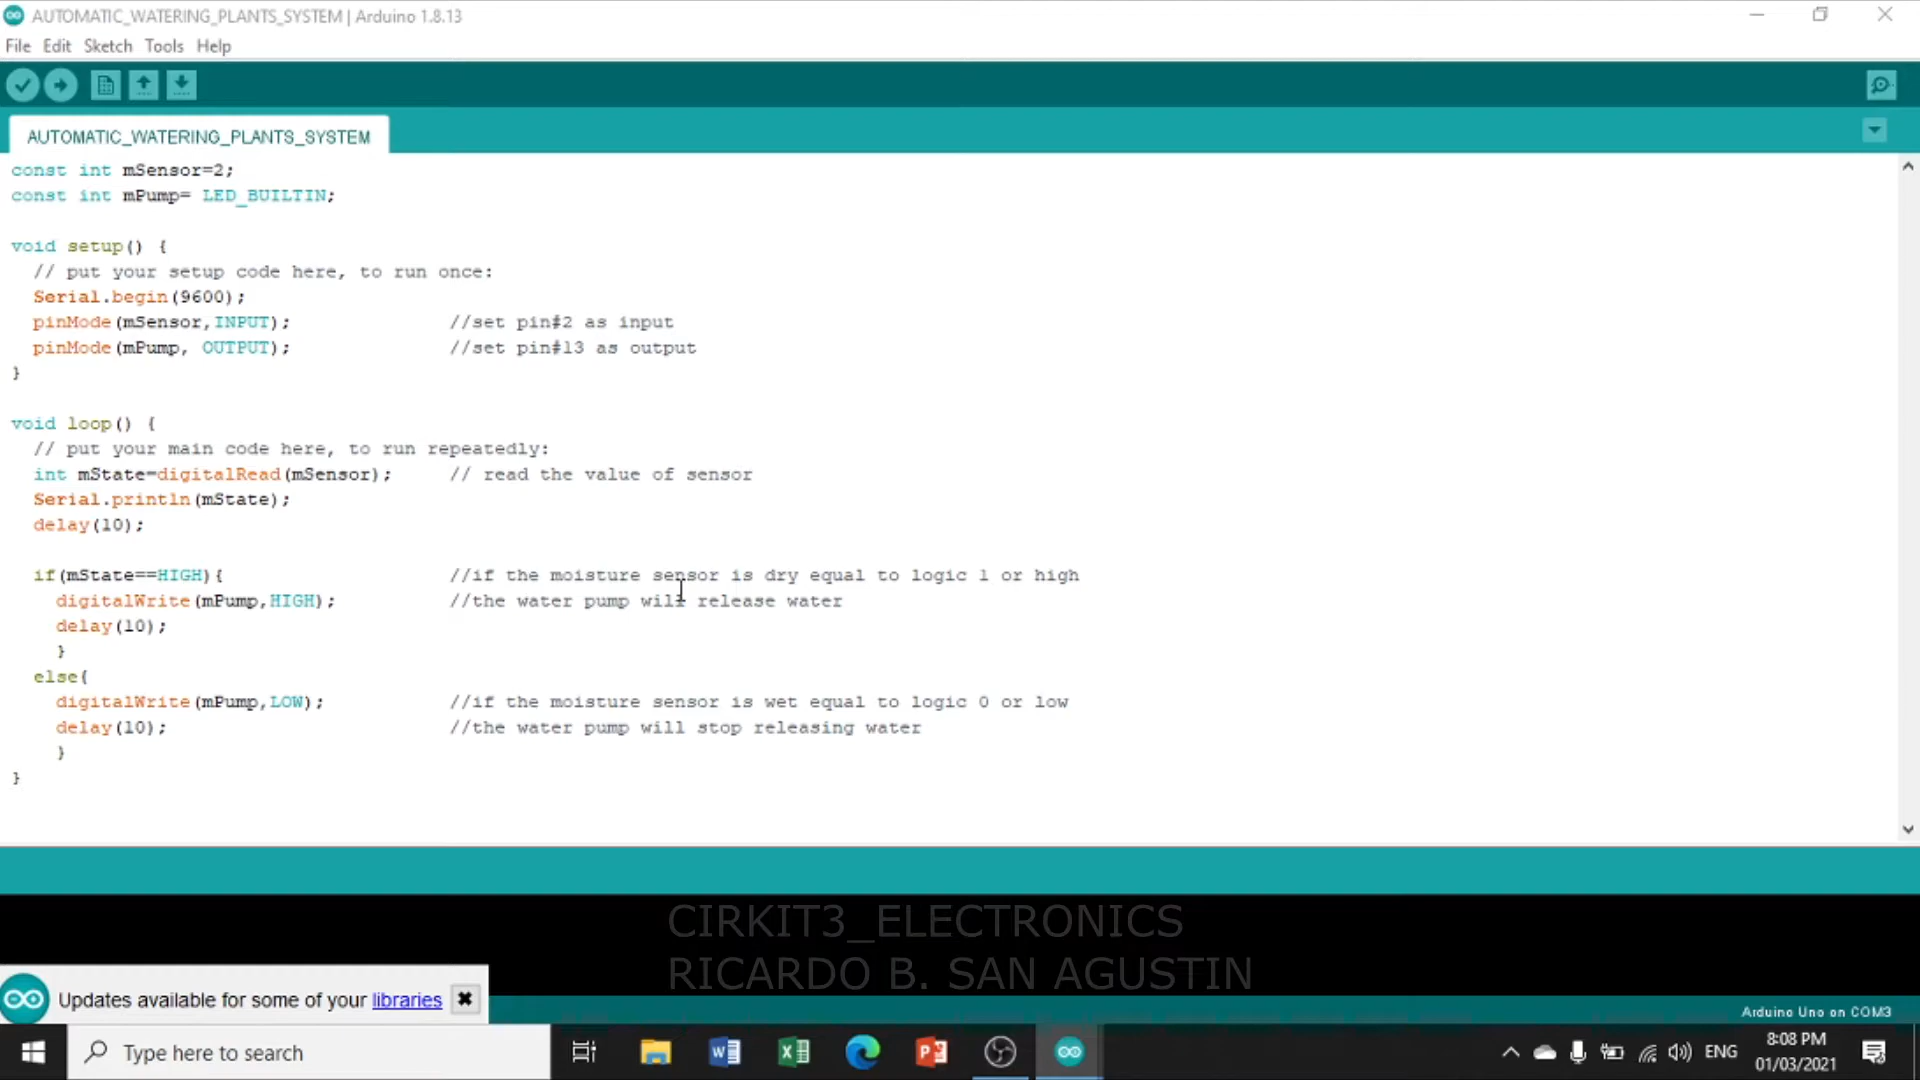 AUTOMATIC_WATERING_PLANTS_SYSTEM | Arduino 1.8.13
File Edit Sketch Tools Help
AUTOMATIC_WATERING_PLANTS_SYSTEM
const int mSensor=2;
const int mPump= LED_BUILTIN;
void setup() {
// put your setup code here, to run once:
Serial.begin(9600);
pinMode(mSensor,INPUT); //set pin#2 as input
pinMode(mPump, OUTPUT); //set pin#13 as output
}
void loop() {
// put your main code here, to run repeatedly:
int mState=digitalRead(mSensor); // read the value of sensor
Serial.println(mState);
delay(10);
if(mState==HIGH){ //if the moisture sensor is dry equal to logic 1 or high
digitalWrite(mPump,HIGH); //the water pump will release water
delay(10);
}
else{
digitalWrite(mPump,LOW); //if the moisture sensor is wet equal to logic 0 or low
delay(10); //the water pump will stop releasing water
}
}
CIRKIT3_ELECTRONICS
RICARDO B. SAN AGUSTIN
Updates available for some of your libraries
Arduino Uno on COM3
Type here to search
ENG
8:08 PM
01/03/2021